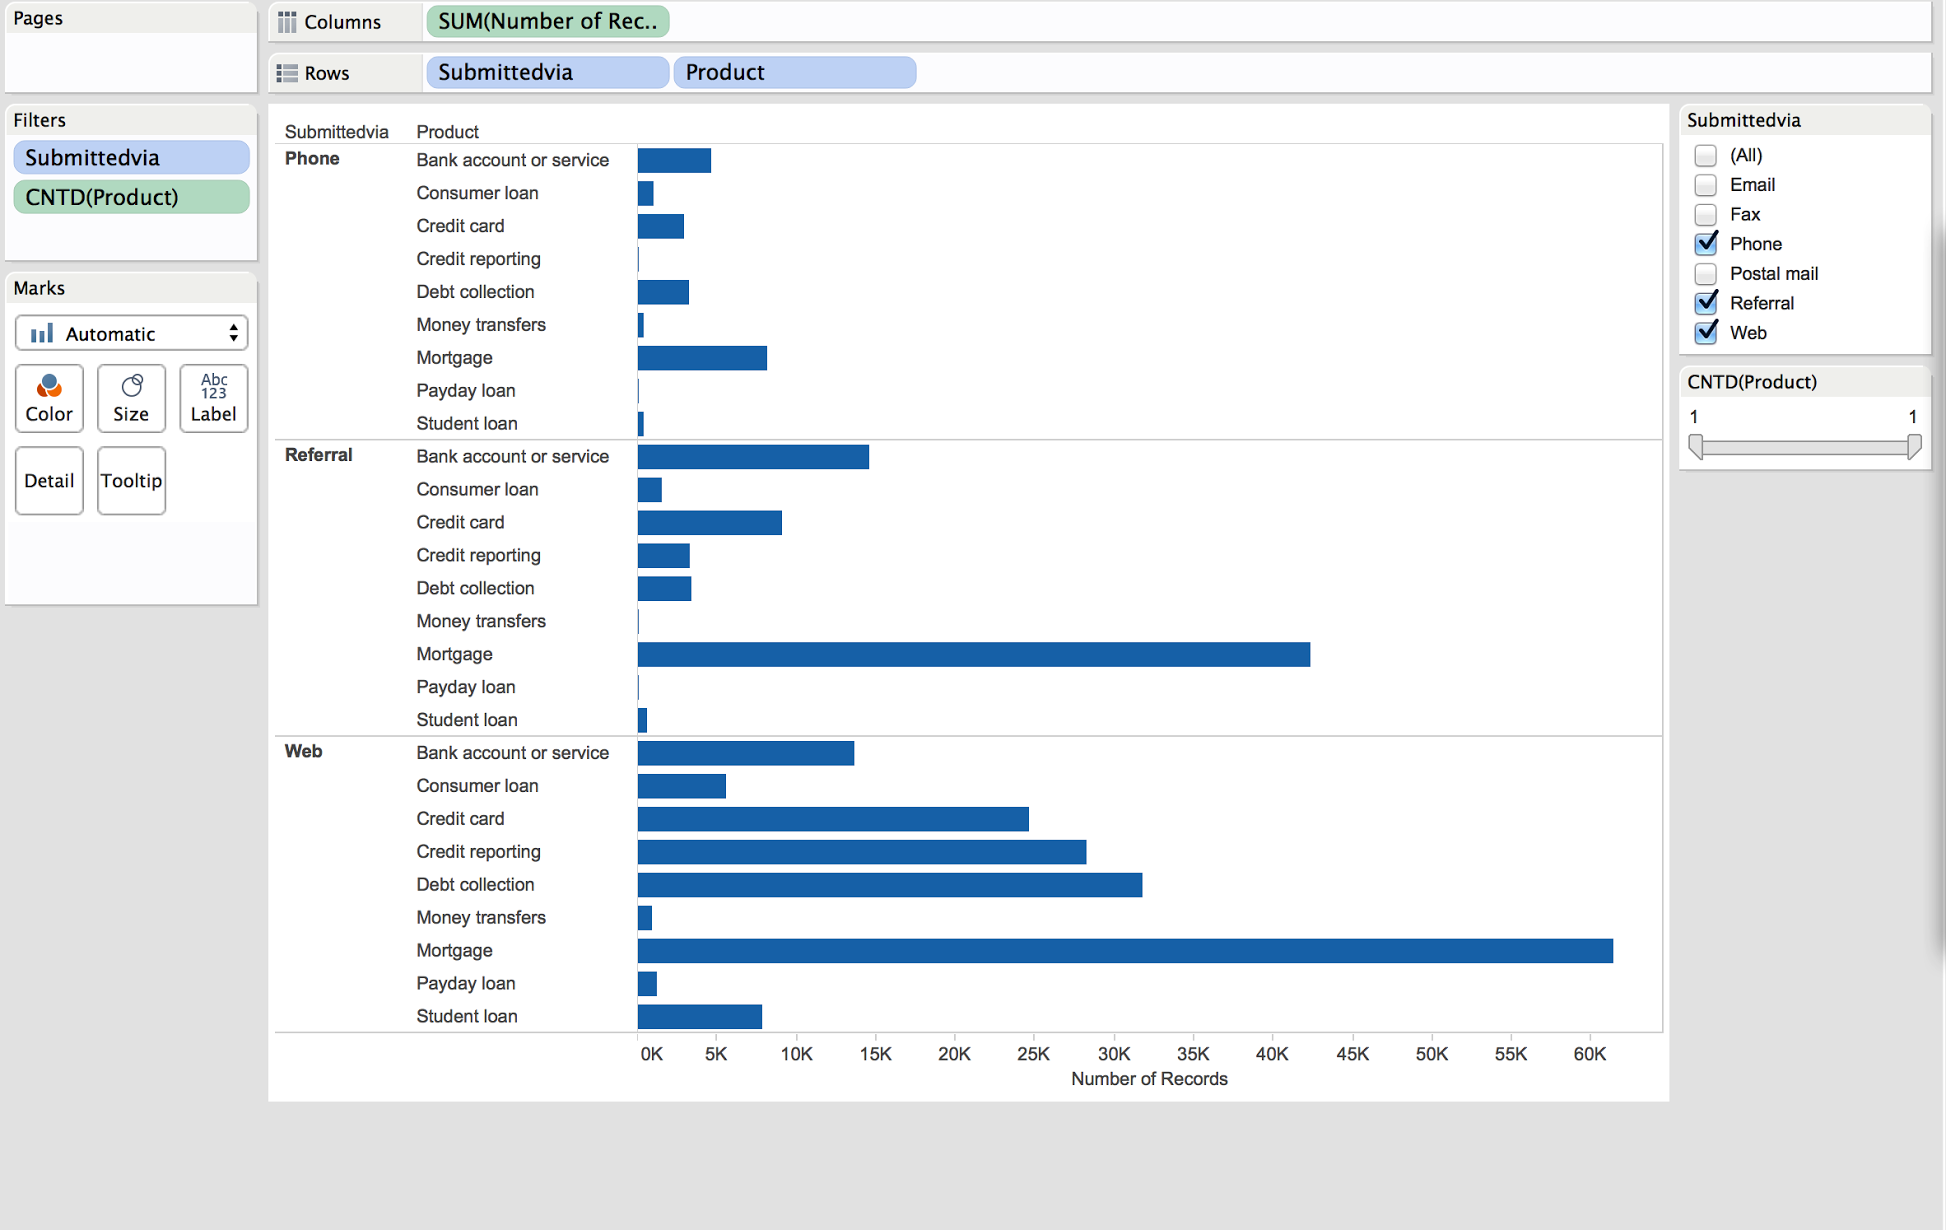 Pages
Columns
SUM(Number of Rec..
Rows
Submittedvia
Product
Filters
Submittedvia
CNTD(Product)
Marks
Automatic
Color
Size
Abc
123
Label
Detail
Tooltip
Submittedvia Product
Phone Bank account or service
Consumer loan
Credit card
Credit reporting
Debt collection
Money transfers
Mortgage
Payday loan
Student loan
Referral Bank account or service
Consumer loan
Credit card
Credit reporting
Debt collection
Money transfers
Mortgage
Payday loan
Student loan
Web Bank account or service
Consumer loan
Credit card
Credit reporting
Debt collection
Money transfers
Mortgage
Payday loan
Student loan
0K 5K 10K 15K 20K 25K 30K 35K 40K 45K 50K 55K 60K
Number of Records
Submittedvia
(All)
Email
Fax
Phone
Postal mail
Referral
Web
CNTD(Product)
1 1